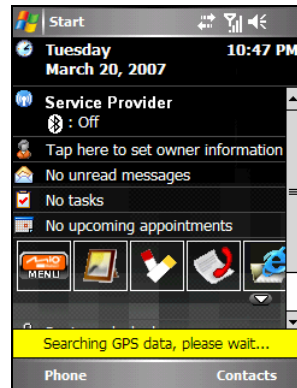 Start
Tuesday 10:47 PM
March 20, 2007
Service Provider
: Off
Tap here to set owner information
No unread messages
No tasks
No upcoming appointments
Mio
MENU
Searching GPS data, please wait...
Phone Contacts